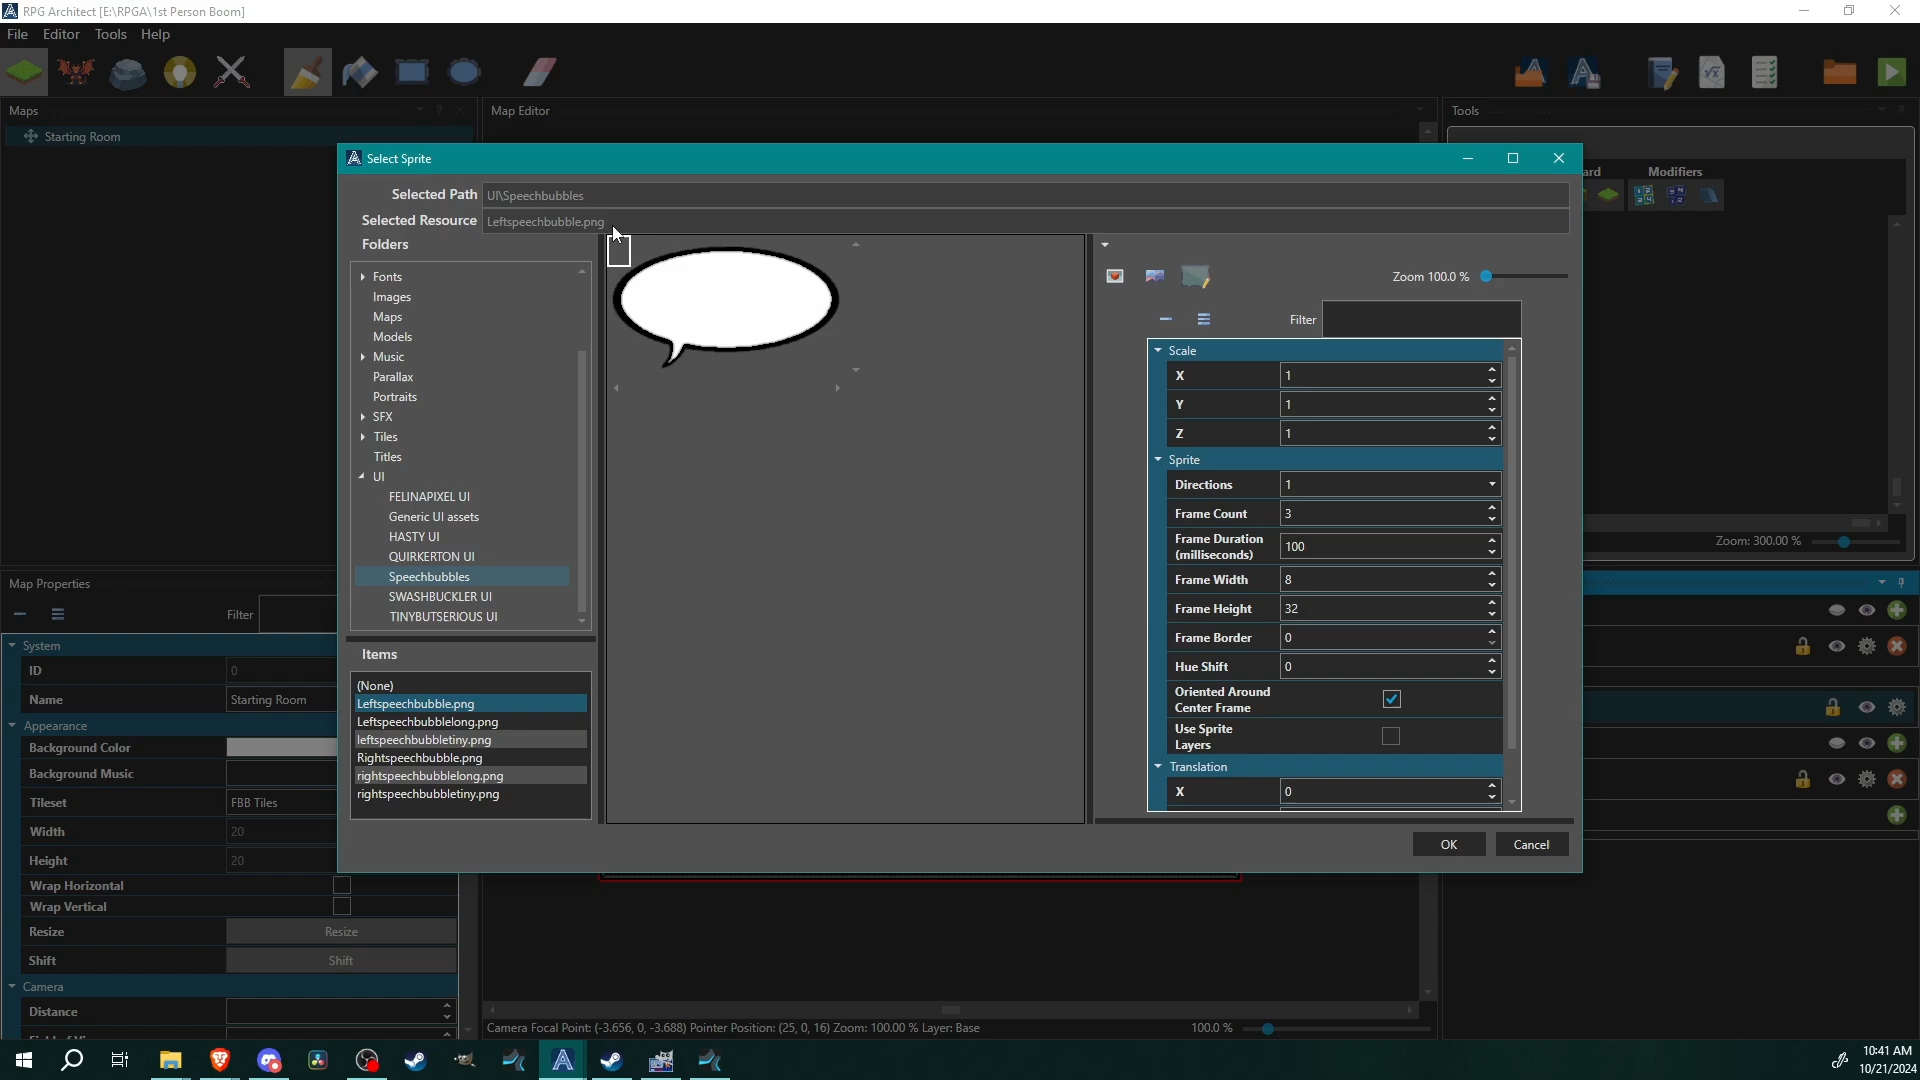 RPG Architect [E:\RPGA\1st Person Boom]
File Editor Tools Help
Maps
Map Editor
Tools
Starting Room
Select Sprite
Modifiers
Selected Path UI\Speechbubbles
Selected Resource Leftspeechbubble.png
Folders
Fonts
Images
Maps
Models
Music
Parallax
Portraits
SFX
Tiles
Titles
UI
FELINAPIXEL UI
Generic UI assets
HASTY UI
QUIRKERTON UI
Speechbubbles
SWASHBUCKLER UI
TINYBUTSERIOUS UI
Items
(None)
Leftspeechbubble.png
Leftspeechbubblelong.png
leftspeechbubbletiny.png
Rightspeechbubble.png
rightspeechbubblelong.png
rightspeechbubbletiny.png
Zoom 100.0 %
Filter
Scale
X 1
Y 1
Z 1
Sprite
Directions 1
Frame Count 3
Frame Duration
(milliseconds) 100
Frame Width 8
Frame Height 32
Frame Border 0
Hue Shift 0
Oriented Around
Center Frame
Use Sprite
Layers
Translation
X 0
OK Cancel
Zoom: 300.00 %
Map Properties
Filter
System
ID 0
Name Starting Room
Appearance
Background Color
Background Music
Tileset FBB Tiles
Width 20
Height 20
Wrap Horizontal
Wrap Vertical
Resize Resize
Shift Shift
Camera
Distance
Camera Focal Point: (-3.656, 0, -3.688) Pointer Position: (25, 0, 16) Zoom: 100.00 % Layer: Base
100.0 %
10:41 AM
10/21/2024